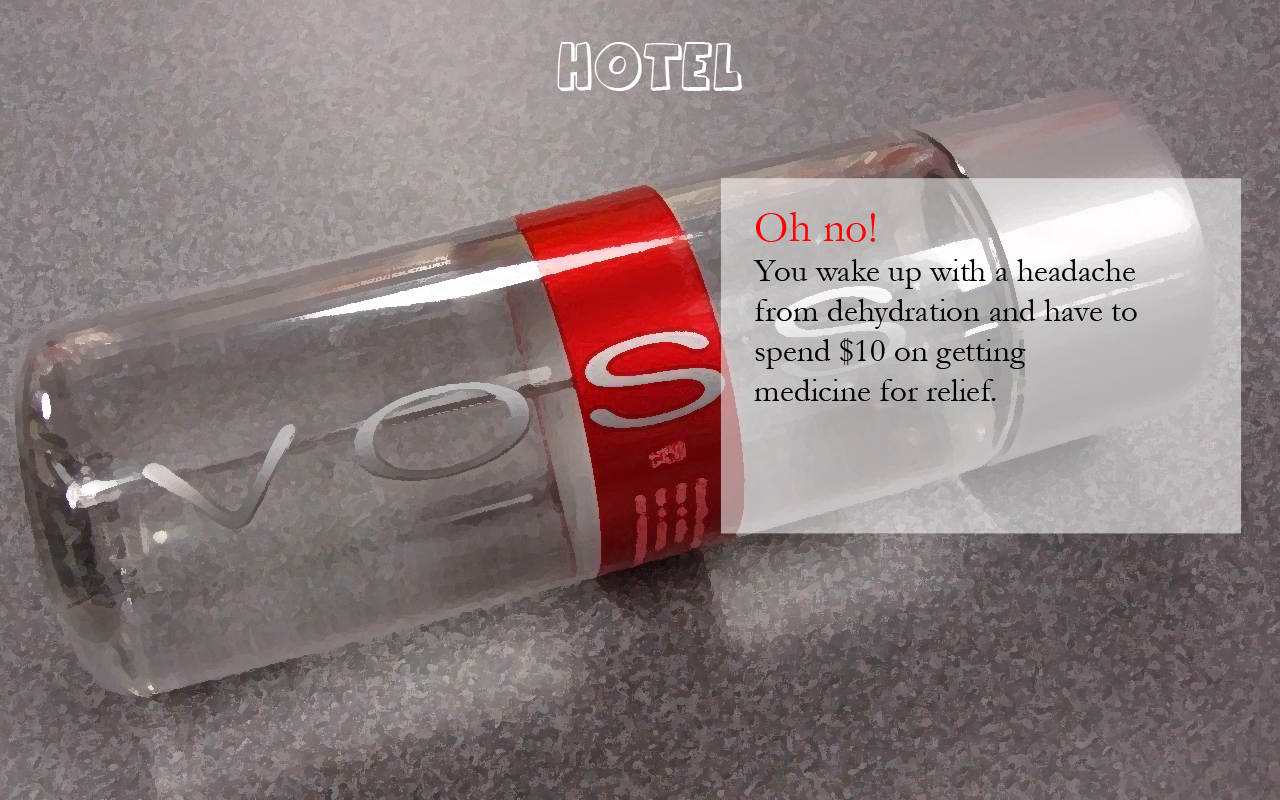 HOTEL
Oh no!
You wake up with a headache
from dehydration and have to
spend $10 on getting
medicine for relief.
VOSS